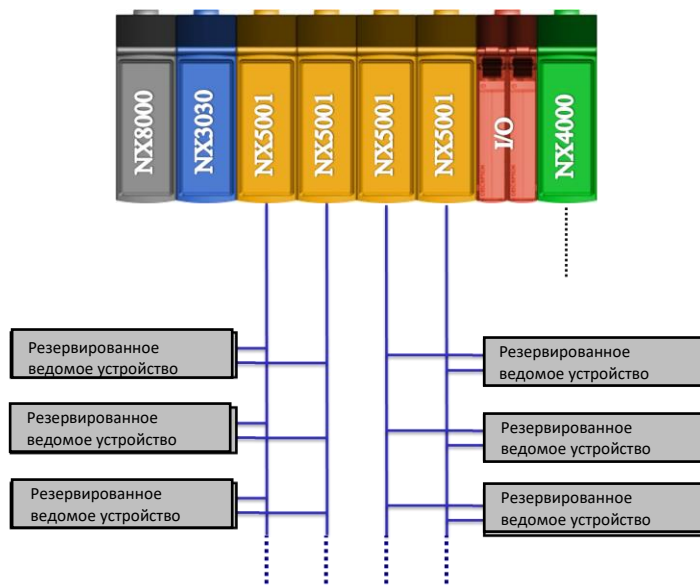 NX8000
NX3030
NX5001
NX5001
NX5001
NX5001
I/O
NX4000
Резервированное
ведомое устройство
Резервированное
ведомое устройство
Резервированное
ведомое устройство
Резервированное
ведомое устройство
Резервированное
ведомое устройство
Резервированное
ведомое устройство